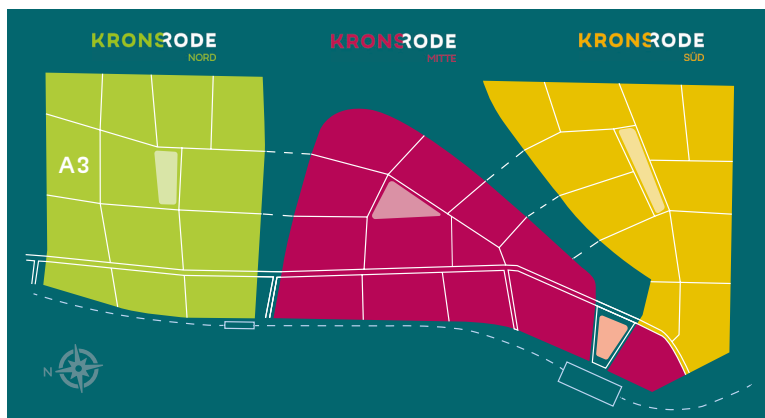 KRONSRODE
NORD
KRONSRODE
MITTE
KRONSRODE
SÜD
A3
N